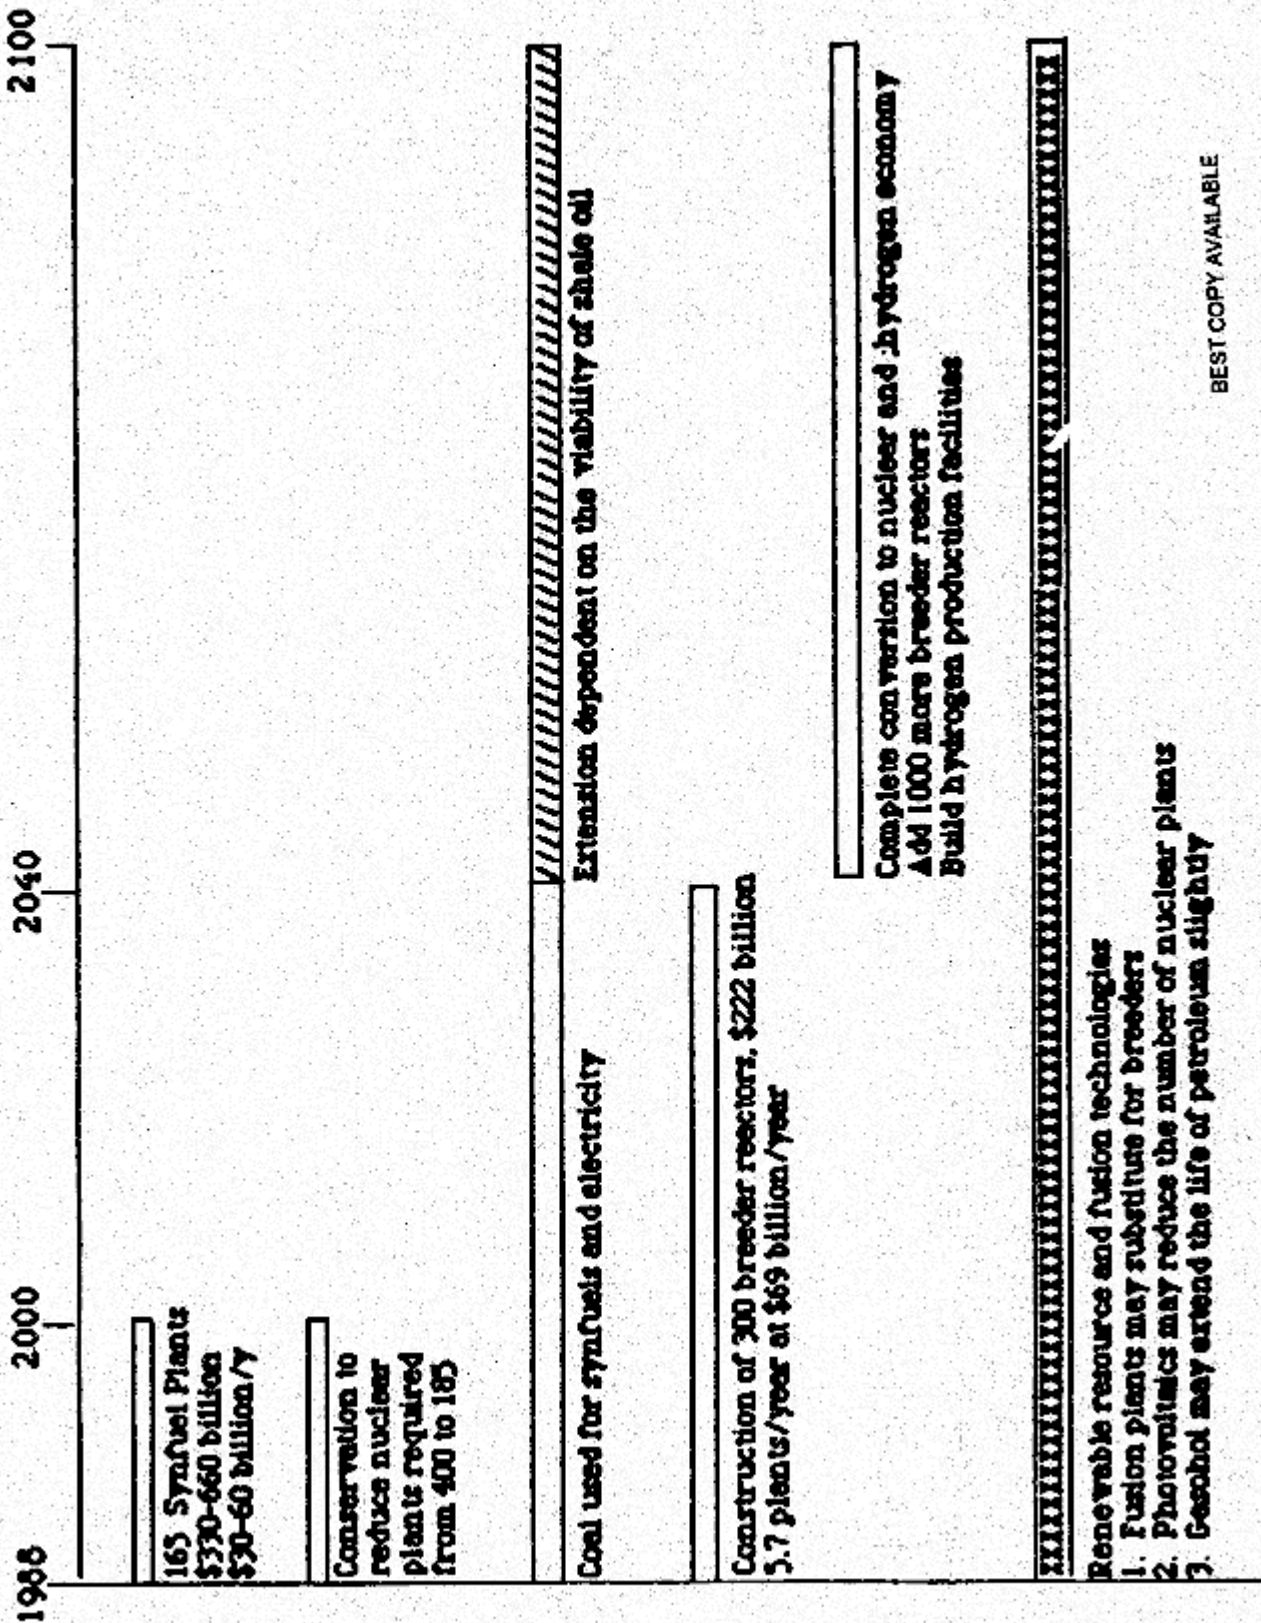 1988 2000 2040 2100
165 Synfuel Plants
$330-660 billion
$30-60 billion/y
Conservation to
reduce nuclear
plants required
from 400 to 185
Coal used for synfuels and electricity
Extension dependent on the viability of shale oil
Construction of 300 breeder reactors, $222 billion
5.7 plants/year at $69 billion/year
Complete conversion to nuclear and hydrogen economy
Add 1000 more breeder reactors
Build hydrogen production facilities
Renewable resource and fusion technologies
1. Fusion plants may substitute for breeders
2. Photovoltaics may reduce the number of nuclear plants
3. Gasohol may extend the life of petroleum slightly
BEST COPY AVAILABLE